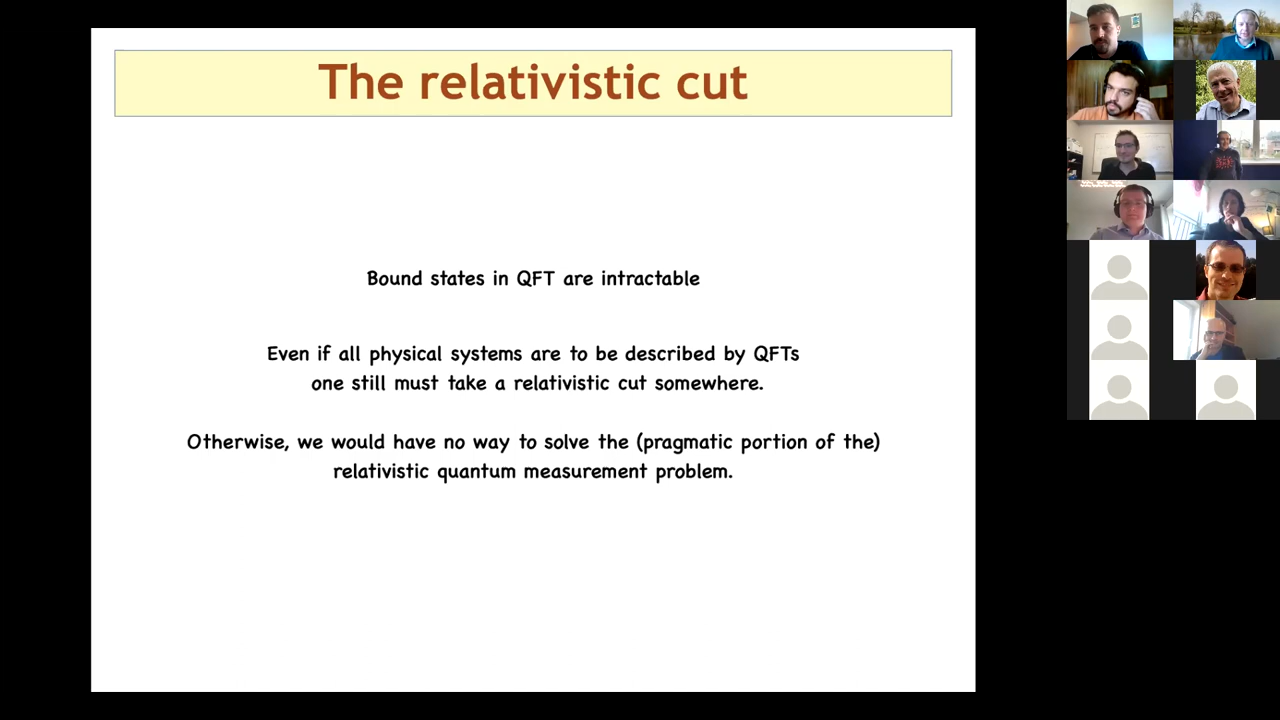 The relativistic cut
Bound states in QFT are intractable
Even if all physical systems are to be described by QFTs
one still must take a relativistic cut somewhere.
Otherwise, we would have no way to solve the (pragmatic portion of the)
relativistic quantum measurement problem.